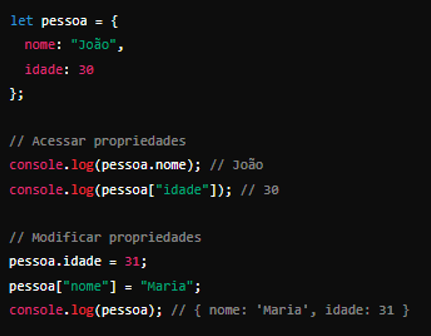 let pessoa = {
  nome: "João",
  idade: 30
};

// Acessar propriedades
console.log(pessoa.nome); // João
console.log(pessoa["idade"]); // 30

// Modificar propriedades
pessoa.idade = 31;
pessoa["nome"] = "Maria";
console.log(pessoa); // { nome: 'Maria', idade: 31 }